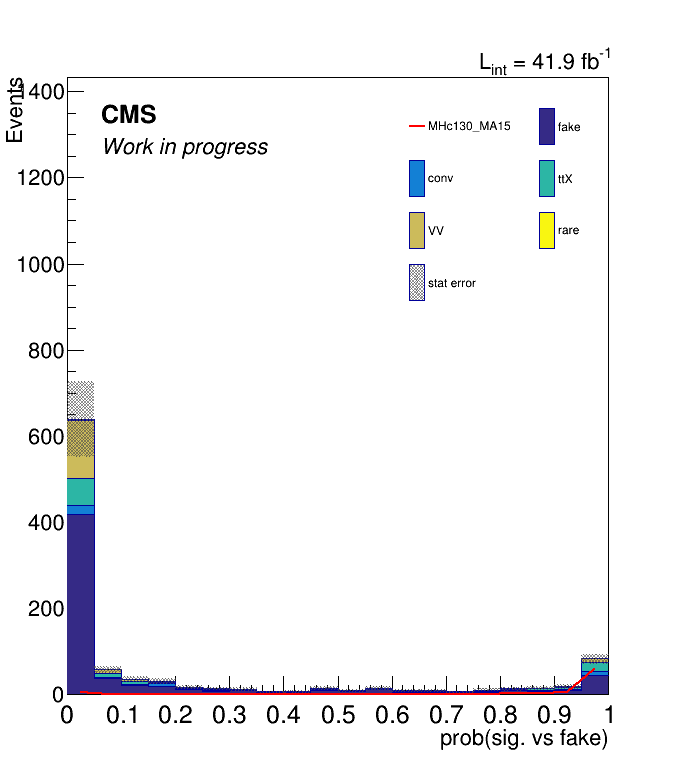 L_int = 41.9 fb^-1
Events
1400
1200
1000
800
600
400
200
0
CMS
Work in progress
MHc130_MA15
fake
conv
ttX
VV
rare
stat error
0 0.1 0.2 0.3 0.4 0.5 0.6 0.7 0.8 0.9 1
prob(sig. vs fake)